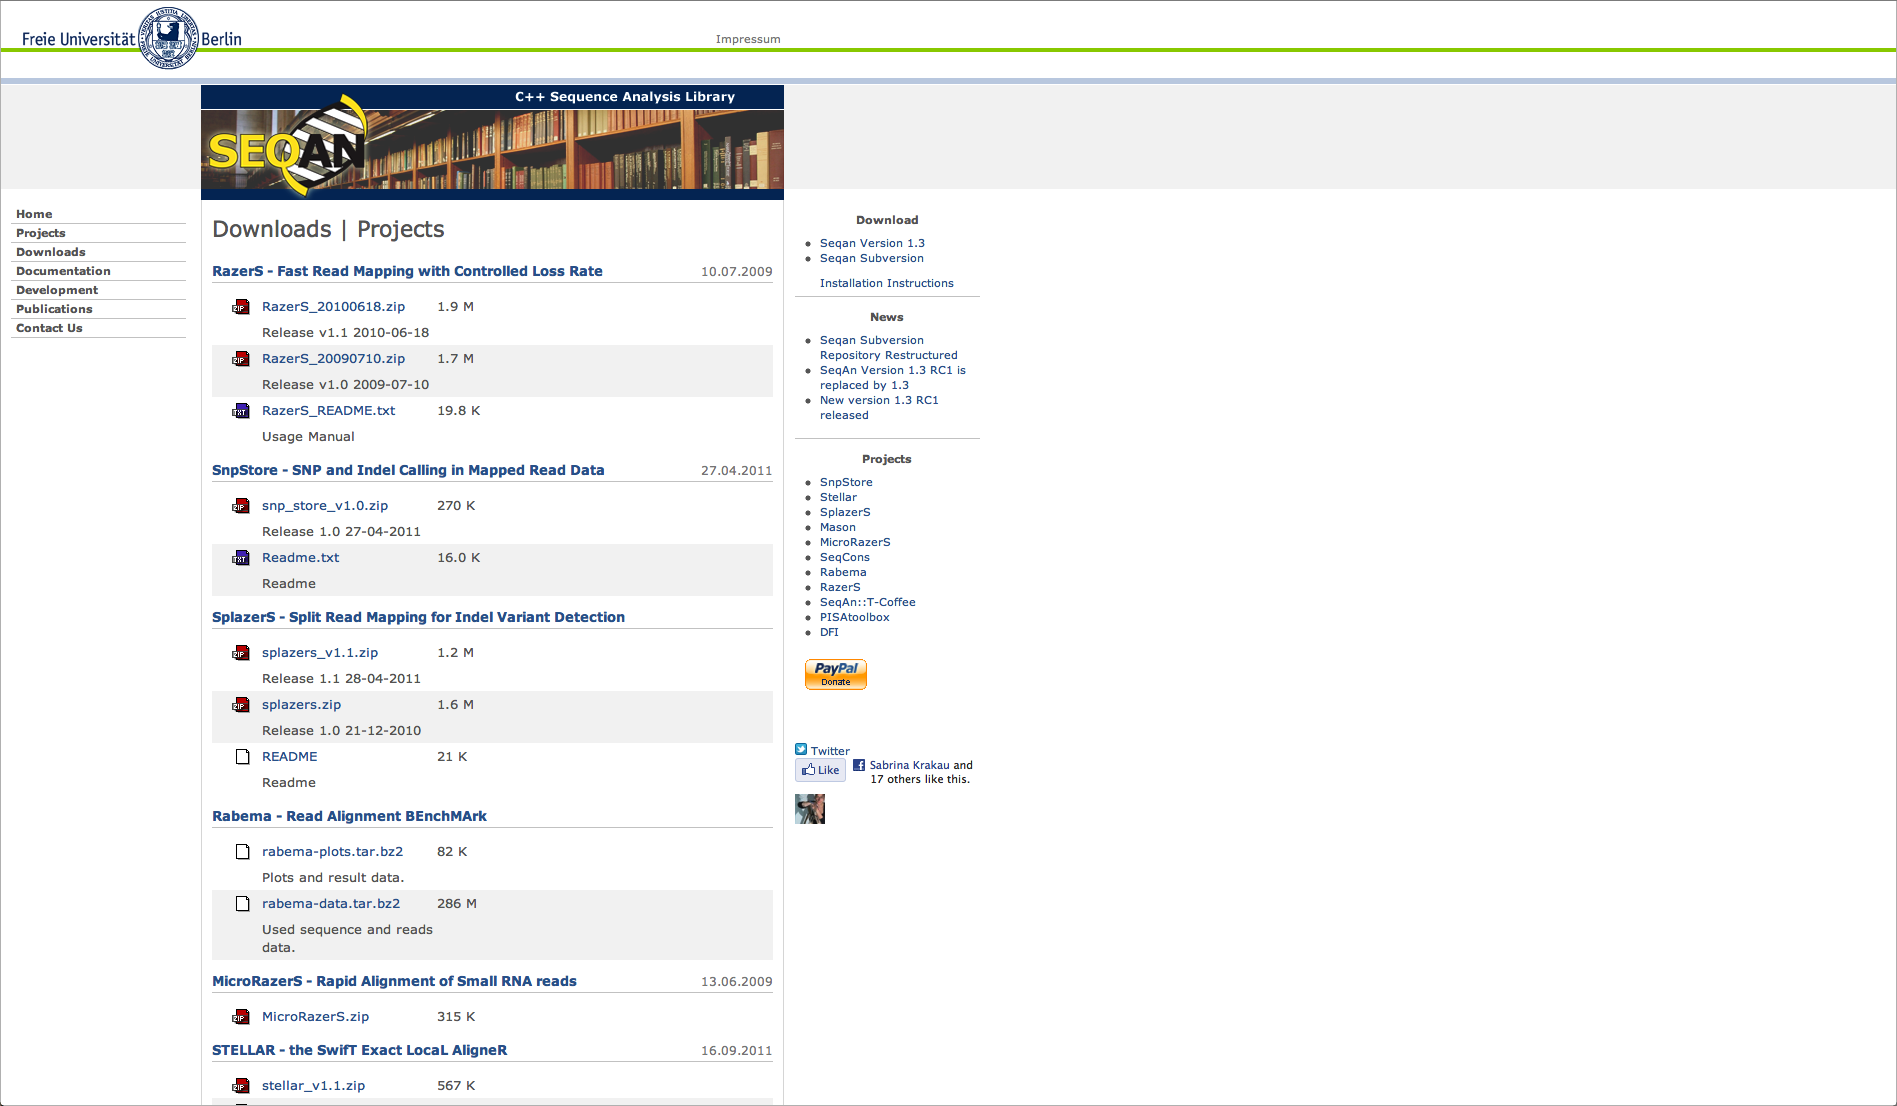 Freie Universität Berlin
Impressum
C++ Sequence Analysis Library
SEQAN
Home
Projects
Downloads
Documentation
Development
Publications
Contact Us
Downloads | Projects
RazerS - Fast Read Mapping with Controlled Loss Rate 10.07.2009
ZIP RazerS_20100618.zip 1.9 M
Release v1.1 2010-06-18
ZIP RazerS_20090710.zip 1.7 M
Release v1.0 2009-07-10
TXT RazerS_README.txt 19.8 K
Usage Manual
SnpStore - SNP and Indel Calling in Mapped Read Data 27.04.2011
ZIP snp_store_v1.0.zip 270 K
Release 1.0 27-04-2011
TXT Readme.txt 16.0 K
Readme
SplazerS - Split Read Mapping for Indel Variant Detection
ZIP splazers_v1.1.zip 1.2 M
Release 1.1 28-04-2011
ZIP splazers.zip 1.6 M
Release 1.0 21-12-2010
README 21 K
Readme
Rabema - Read Alignment BEnchMArk
rabema-plots.tar.bz2 82 K
Plots and result data.
rabema-data.tar.bz2 286 M
Used sequence and reads
data.
MicroRazerS - Rapid Alignment of Small RNA reads 13.06.2009
ZIP MicroRazerS.zip 315 K
STELLAR - the SwifT Exact LocaL AligneR 16.09.2011
ZIP stellar_v1.1.zip 567 K
Download
Seqan Version 1.3
Seqan Subversion
Installation Instructions
News
Seqan Subversion
Repository Restructured
SeqAn Version 1.3 RC1 is
replaced by 1.3
New version 1.3 RC1
released
Projects
SnpStore
Stellar
SplazerS
Mason
MicroRazerS
SeqCons
Rabema
RazerS
SeqAn::T-Coffee
PISAtoolbox
DFI
PayPal
Donate
Twitter
Like Sabrina Krakau and
17 others like this.